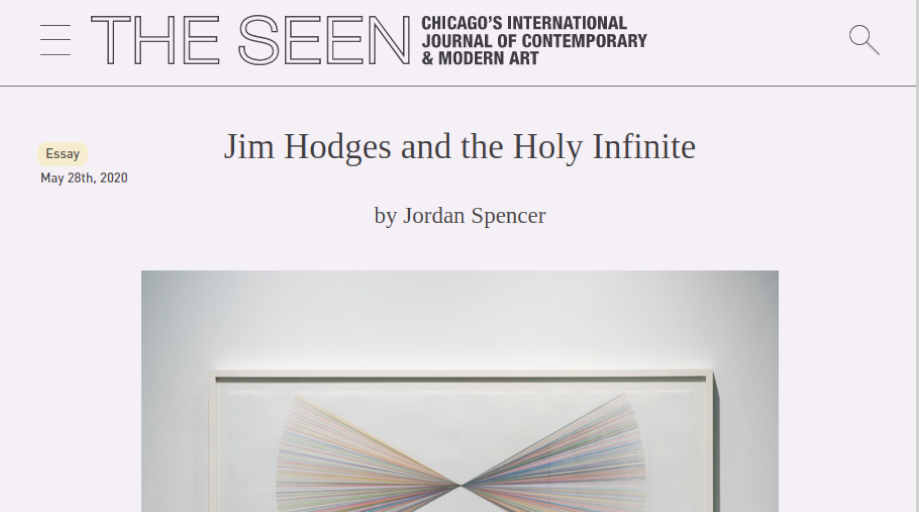 THE SEEN
CHICAGO'S INTERNATIONAL
JOURNAL OF CONTEMPORARY
& MODERN ART
Essay
May 28th, 2020
Jim Hodges and the Holy Infinite
by Jordan Spencer